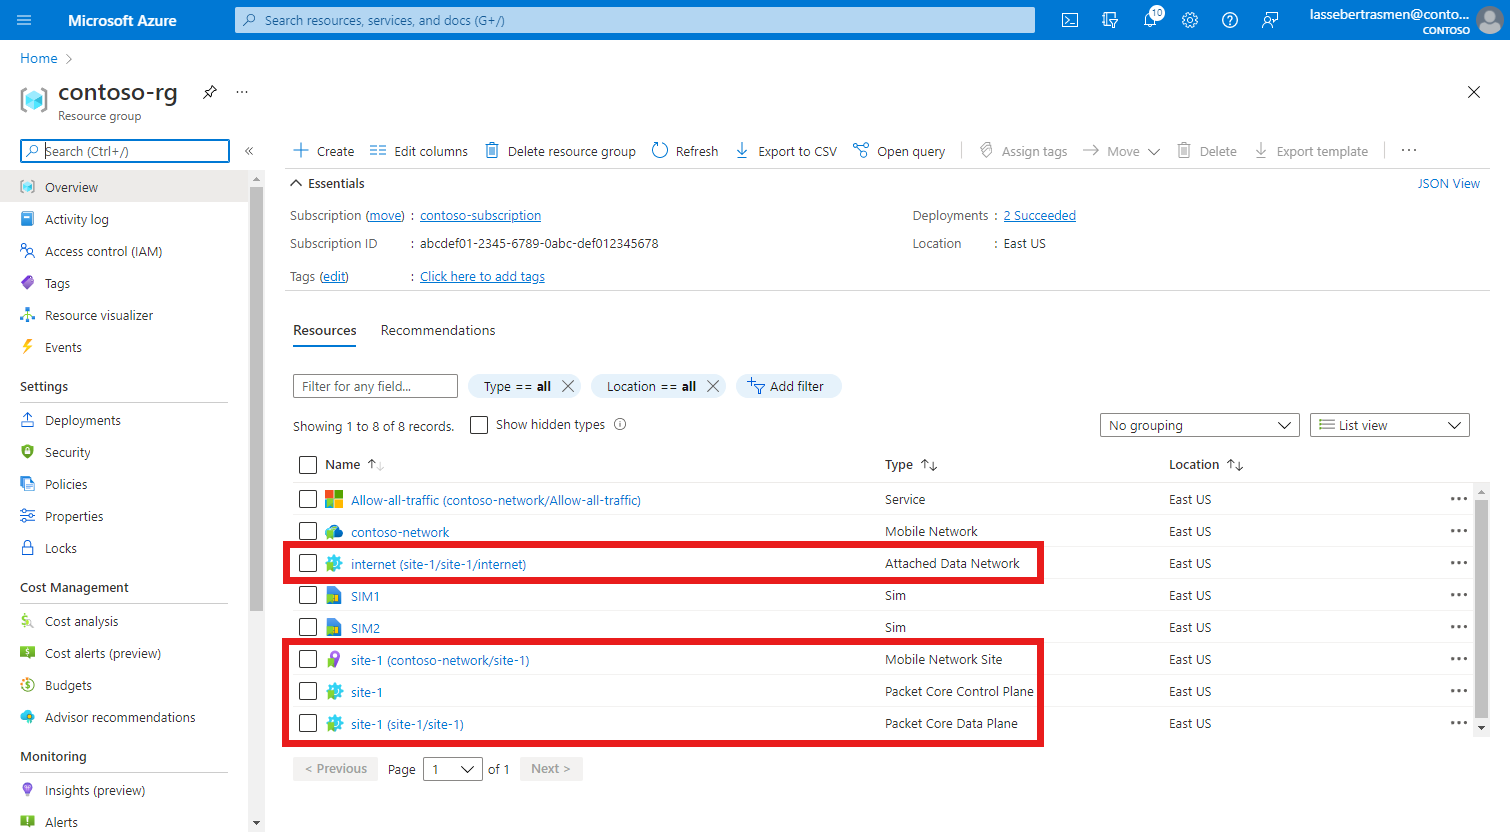 Microsoft Azure
Search resources, services, and docs (G+/)
10
lassebertrasmen@conto...
CONTOSO
Home
contoso-rg
Resource group
Search (Ctrl+/)
Create
Edit columns
Delete resource group
Refresh
Export to CSV
Open query
Assign tags
Move
Delete
Export template
Overview
Activity log
Access control (IAM)
Tags
Resource visualizer
Events
Settings
Deployments
Security
Policies
Properties
Locks
Cost Management
Cost analysis
Cost alerts (preview)
Budgets
Advisor recommendations
Monitoring
Insights (preview)
Alerts
Essentials
JSON View
Subscription (move) : contoso-subscription
Deployments : 2 Succeeded
Subscription ID : abcdef01-2345-6789-0abc-def012345678
Location : East US
Tags (edit) : Click here to add tags
Resources
Recommendations
Filter for any field...
Type == all
Location == all
Add filter
Showing 1 to 8 of 8 records.
Show hidden types
No grouping
List view
Name Type Location
Allow-all-traffic (contoso-network/Allow-all-traffic) Service East US
contoso-network Mobile Network East US
internet (site-1/site-1/internet) Attached Data Network East US
SIM1 Sim East US
SIM2 Sim East US
site-1 (contoso-network/site-1) Mobile Network Site East US
site-1 Packet Core Control Plane East US
site-1 (site-1/site-1) Packet Core Data Plane East US
< Previous Page 1 of 1 Next >